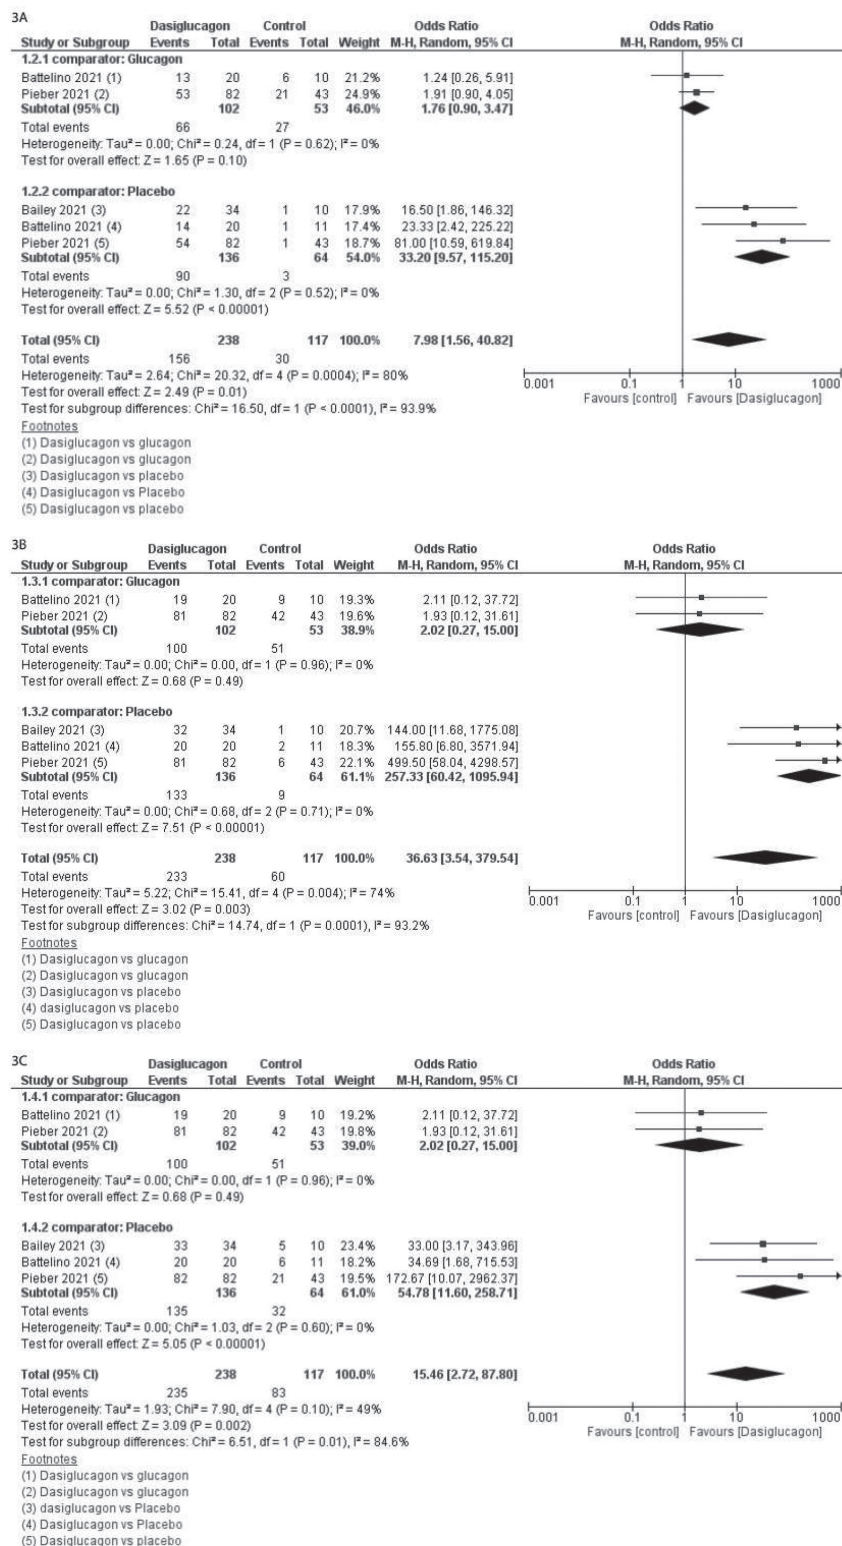 3A
Dasiglucagon Control Odds Ratio Odds Ratio
Study or Subgroup Events Total Events Total Weight M-H, Random, 95% CI M-H, Random, 95% CI
1.2.1 comparator: Glucagon
Battelino 2021 (1) 13 20 6 10 21.2% 1.24 [0.26, 5.91]
Pieber 2021 (2) 53 82 21 43 24.9% 1.91 [0.90, 4.05]
Subtotal (95% CI) 102 53 46.0% 1.76 [0.90, 3.47]
Total events 66 27
Heterogeneity: Tau² = 0.00; Chi² = 0.24, df = 1 (P = 0.62); I² = 0%
Test for overall effect: Z = 1.65 (P = 0.10)
1.2.2 comparator: Placebo
Bailey 2021 (3) 22 34 1 10 17.9% 16.50 [1.86, 146.32]
Battelino 2021 (4) 14 20 1 11 17.4% 23.33 [2.42, 225.22]
Pieber 2021 (5) 54 82 1 43 18.7% 81.00 [10.59, 619.84]
Subtotal (95% CI) 136 64 54.0% 33.20 [9.57, 115.20]
Total events 90 3
Heterogeneity: Tau² = 0.00; Chi² = 1.30, df = 2 (P = 0.52); I² = 0%
Test for overall effect: Z = 5.52 (P < 0.00001)
Total (95% CI) 238 117 100.0% 7.98 [1.56, 40.82]
Total events 156 30
Heterogeneity: Tau² = 2.64; Chi² = 20.32, df = 4 (P = 0.0004); I² = 80%
Test for overall effect: Z = 2.49 (P = 0.01)
Test for subgroup differences: Chi² = 16.50, df = 1 (P < 0.0001), I² = 93.9%
0.001 0.1 1 10 1000
Favours [control] Favours [Dasiglucagon]
Footnotes
(1) Dasiglucagon vs glucagon
(2) Dasiglucagon vs glucagon
(3) Dasiglucagon vs placebo
(4) Dasiglucagon vs Placebo
(5) Dasiglucagon vs placebo
3B
Dasiglucagon Control Odds Ratio Odds Ratio
Study or Subgroup Events Total Events Total Weight M-H, Random, 95% CI M-H, Random, 95% CI
1.3.1 comparator: Glucagon
Battelino 2021 (1) 19 20 9 10 19.3% 2.11 [0.12, 37.72]
Pieber 2021 (2) 81 82 42 43 19.6% 1.93 [0.12, 31.61]
Subtotal (95% CI) 102 53 38.9% 2.02 [0.27, 15.00]
Total events 100 51
Heterogeneity: Tau² = 0.00; Chi² = 0.00, df = 1 (P = 0.96); I² = 0%
Test for overall effect: Z = 0.68 (P = 0.49)
1.3.2 comparator: Placebo
Bailey 2021 (3) 32 34 1 10 20.7% 144.00 [11.68, 1775.08]
Battelino 2021 (4) 20 20 2 11 18.3% 155.80 [6.80, 3571.94]
Pieber 2021 (5) 81 82 6 43 22.1% 499.50 [58.04, 4298.57]
Subtotal (95% CI) 136 64 61.1% 257.33 [60.42, 1095.94]
Total events 133 9
Heterogeneity: Tau² = 0.00; Chi² = 0.68, df = 2 (P = 0.71); I² = 0%
Test for overall effect: Z = 7.51 (P < 0.00001)
Total (95% CI) 238 117 100.0% 36.63 [3.54, 379.54]
Total events 233 60
Heterogeneity: Tau² = 5.22; Chi² = 15.41, df = 4 (P = 0.004); I² = 74%
Test for overall effect: Z = 3.02 (P = 0.003)
Test for subgroup differences: Chi² = 14.74, df = 1 (P = 0.0001), I² = 93.2%
0.001 0.1 1 10 1000
Favours [control] Favours [Dasiglucagon]
Footnotes
(1) Dasiglucagon vs glucagon
(2) Dasiglucagon vs glucagon
(3) Dasiglucagon vs placebo
(4) dasiglucagon vs placebo
(5) Dasiglucagon vs placebo
3C
Dasiglucagon Control Odds Ratio Odds Ratio
Study or Subgroup Events Total Events Total Weight M-H, Random, 95% CI M-H, Random, 95% CI
1.4.1 comparator: Glucagon
Battelino 2021 (1) 19 20 9 10 19.2% 2.11 [0.12, 37.72]
Pieber 2021 (2) 81 82 42 43 19.8% 1.93 [0.12, 31.61]
Subtotal (95% CI) 102 53 39.0% 2.02 [0.27, 15.00]
Total events 100 51
Heterogeneity: Tau² = 0.00; Chi² = 0.00, df = 1 (P = 0.96); I² = 0%
Test for overall effect: Z = 0.68 (P = 0.49)
1.4.2 comparator: Placebo
Bailey 2021 (3) 33 34 5 10 23.4% 33.00 [3.17, 343.96]
Battelino 2021 (4) 20 20 6 11 18.2% 34.69 [1.68, 715.53]
Pieber 2021 (5) 82 82 21 43 19.5% 172.67 [10.07, 2962.37]
Subtotal (95% CI) 136 64 61.0% 54.78 [11.60, 258.71]
Total events 135 32
Heterogeneity: Tau² = 0.00; Chi² = 1.03, df = 2 (P = 0.60); I² = 0%
Test for overall effect: Z = 5.05 (P < 0.00001)
Total (95% CI) 238 117 100.0% 15.46 [2.72, 87.80]
Total events 235 83
Heterogeneity: Tau² = 1.93; Chi² = 7.90, df = 4 (P = 0.10); I² = 49%
Test for overall effect: Z = 3.09 (P = 0.002)
Test for subgroup differences: Chi² = 6.51, df = 1 (P = 0.01), I² = 84.6%
0.001 0.1 1 10 1000
Favours [control] Favours [Dasiglucagon]
Footnotes
(1) Dasiglucagon vs glucagon
(2) Dasiglucagon vs glucagon
(3) dasiglucagon vs Placebo
(4) Dasiglucagon vs Placebo
(5) Dasiglucagon vs placebo